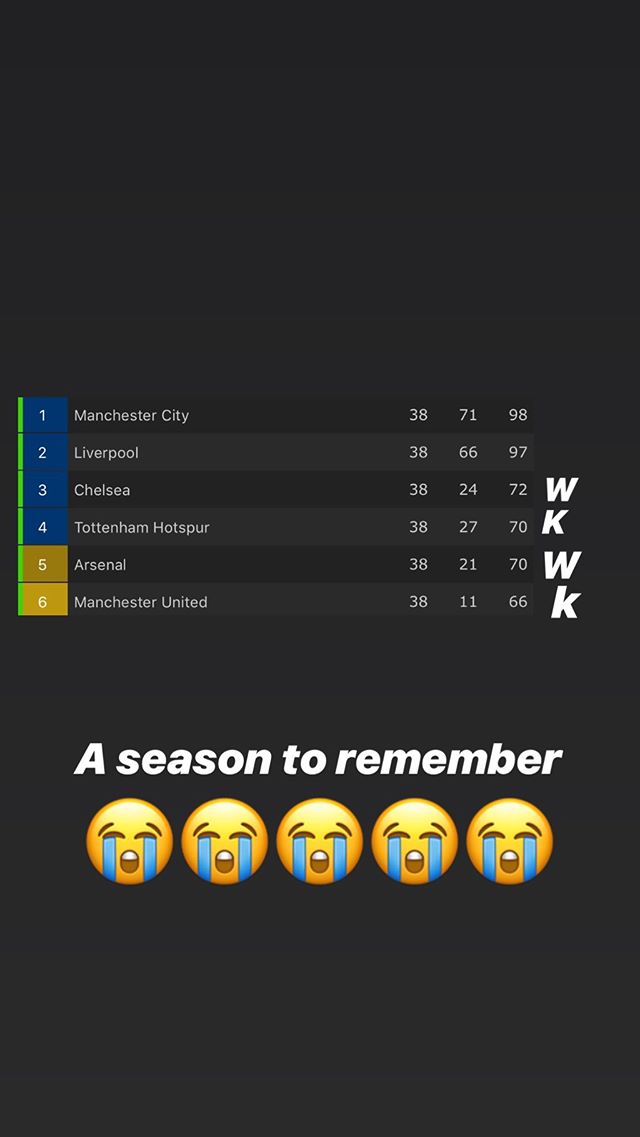 1 Manchester City 38 71 98
2 Liverpool 38 66 97
3 Chelsea 38 24 72 W
4 Tottenham Hotspur 38 27 70 K
5 Arsenal 38 21 70 W
6 Manchester United 38 11 66 k
A season to remember